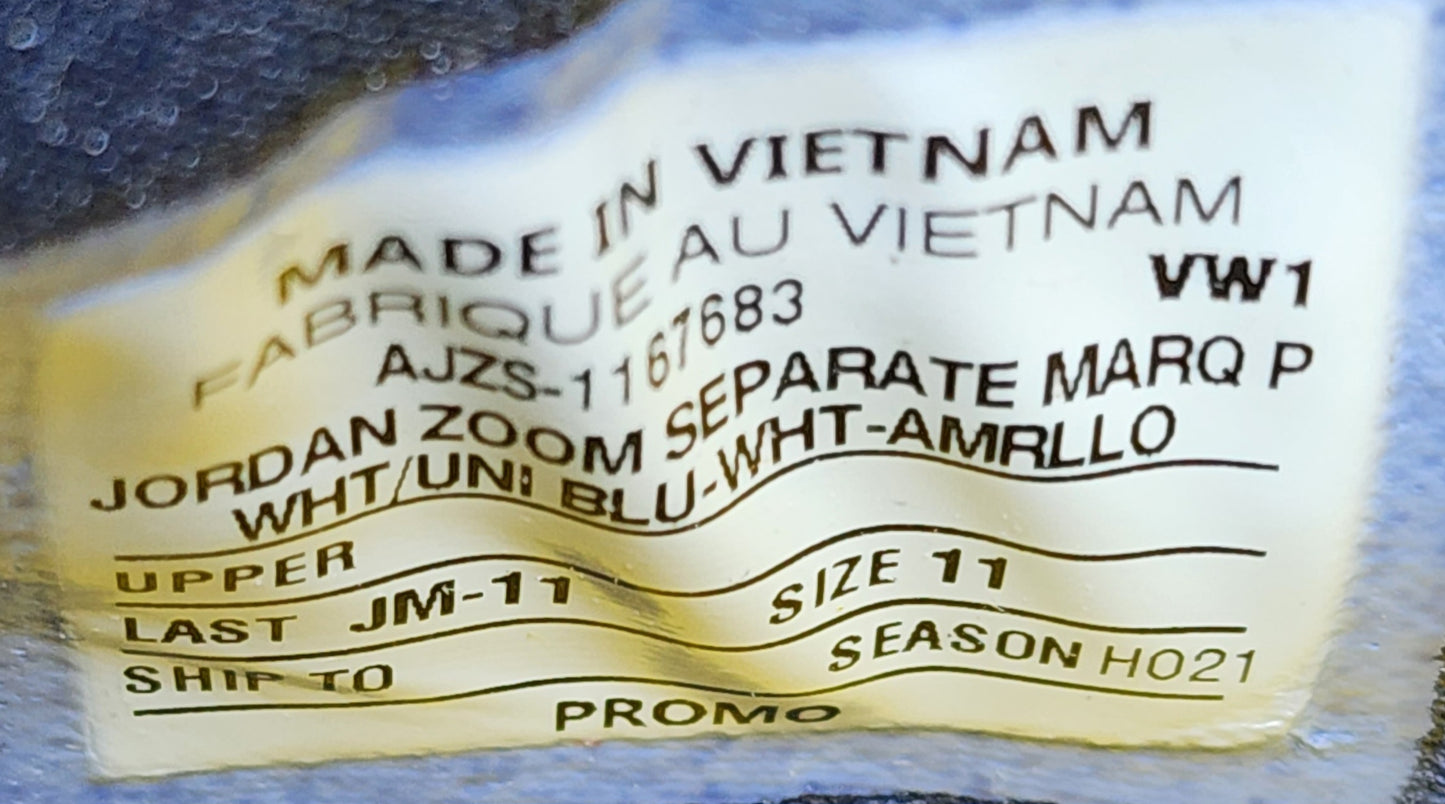 MADE IN VIETNAM
FABRIQUE AU VIETNAM
VW1
AJZS-1167683
JORDAN ZOOM SEPARATE MARQ P
WHT/UNI BLU-WHT-AMRLLO
UPPER
LAST JM-11 SIZE 11
SHIP TO SEASON HO21
PROMO